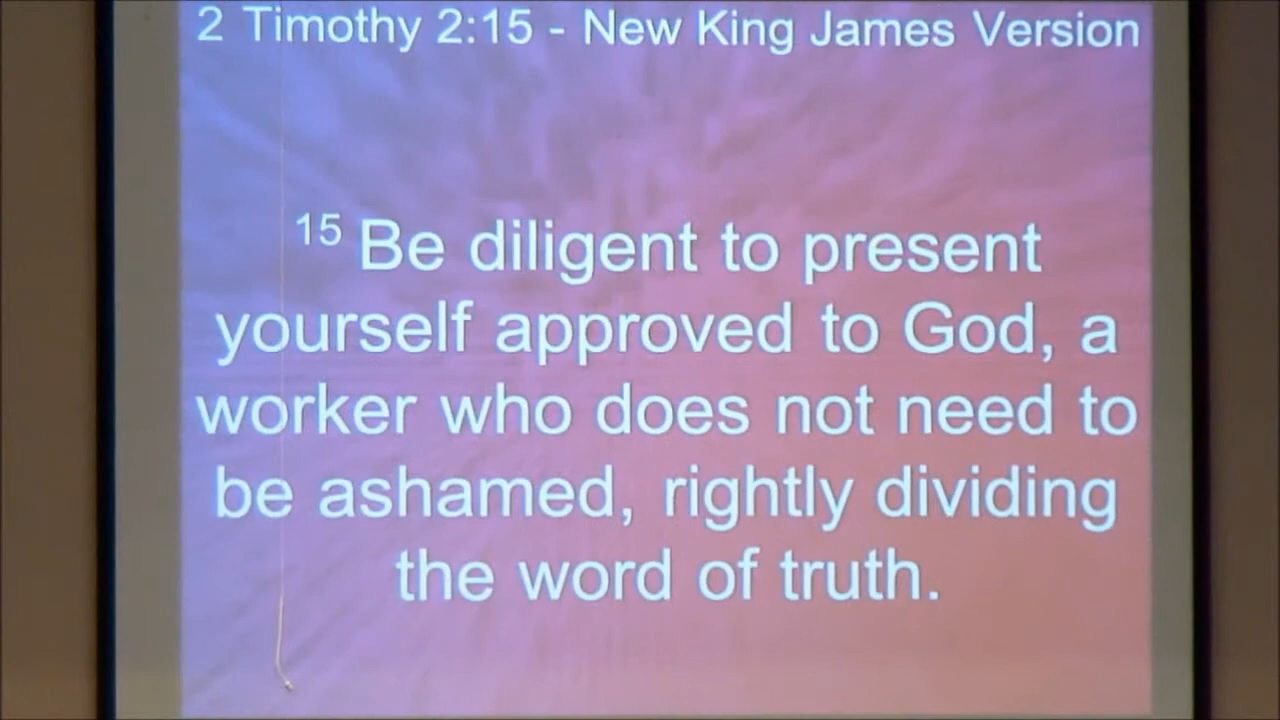 2 Timothy 2:15 - New King James Version
15 Be diligent to present
yourself approved to God, a
worker who does not need to
be ashamed, rightly dividing
the word of truth.